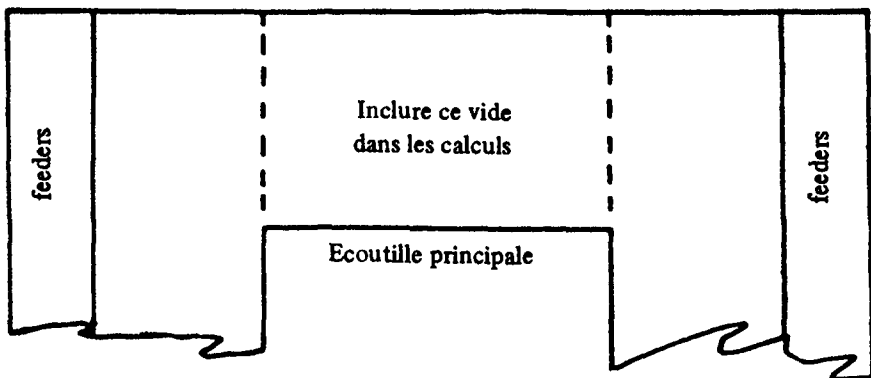 feeders
Inclure ce vide
dans les calculs
Ecoutille principale
feeders